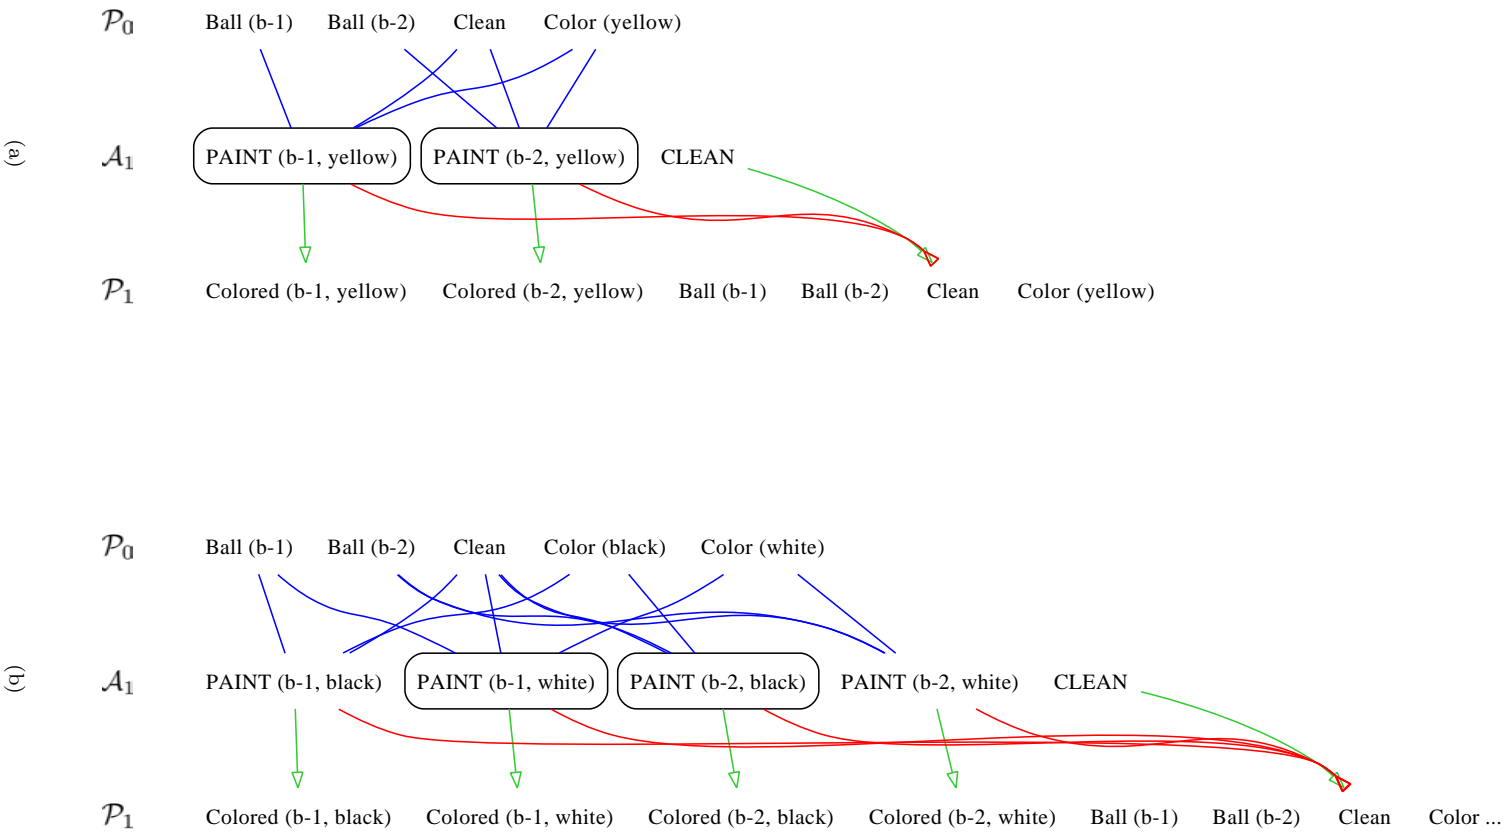 𝒫₀ Ball (b-1) Ball (b-2) Clean Color (yellow)
(a)
𝒜₁ PAINT (b-1, yellow) PAINT (b-2, yellow) CLEAN
𝒫₁ Colored (b-1, yellow) Colored (b-2, yellow) Ball (b-1) Ball (b-2) Clean Color (yellow)
𝒫₀ Ball (b-1) Ball (b-2) Clean Color (black) Color (white)
(b)
𝒜₁ PAINT (b-1, black) PAINT (b-1, white) PAINT (b-2, black) PAINT (b-2, white) CLEAN
𝒫₁ Colored (b-1, black) Colored (b-1, white) Colored (b-2, black) Colored (b-2, white) Ball (b-1) Ball (b-2) Clean Color ...